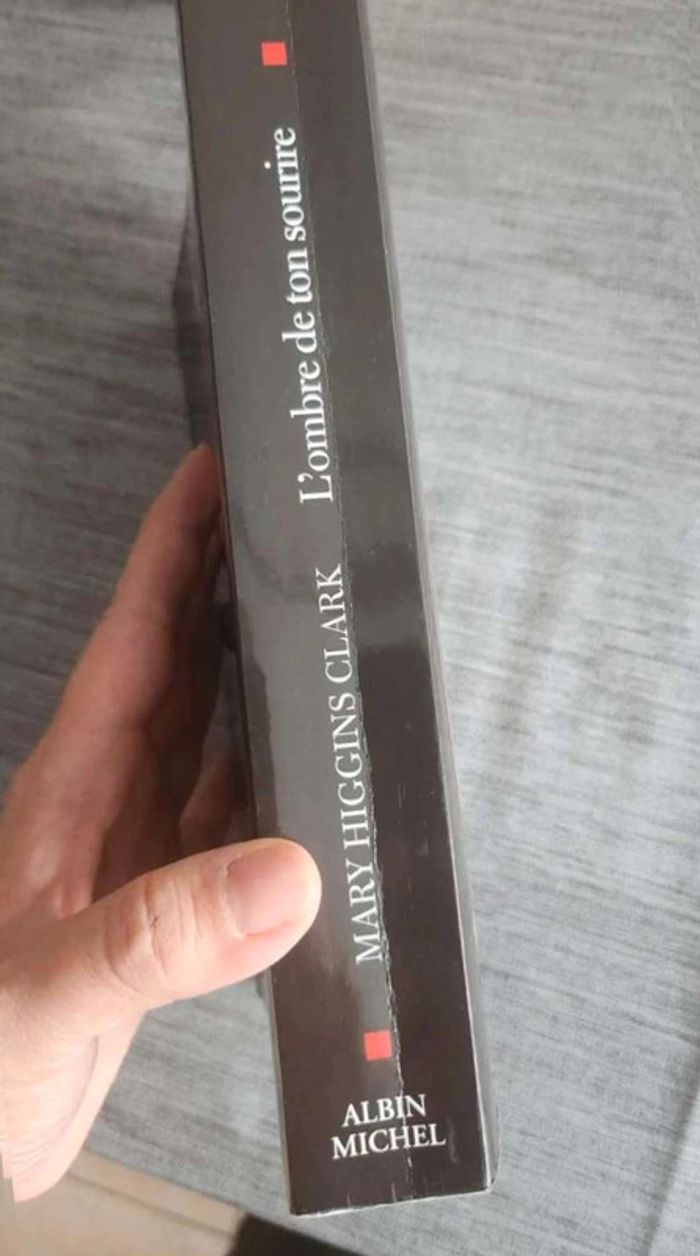 MARY HIGGINS CLARK L'ombre de ton sourire
ALBIN
MICHEL